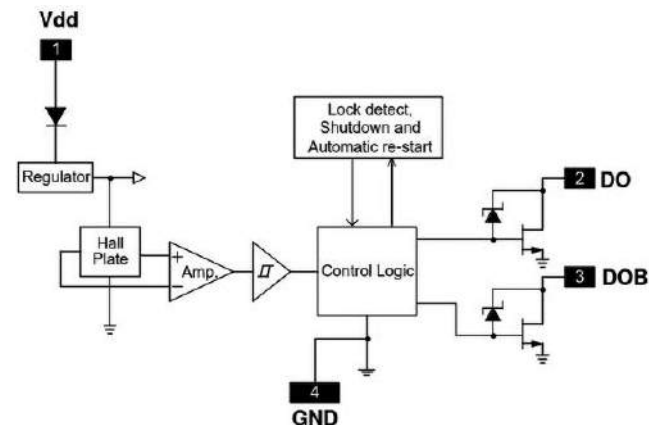 Vdd
1
Lock detect,
Shutdown and
Automatic re-start
Regulator
2 DO
Hall
Plate
+
−
Amp.
Control Logic
3 DOB
4
GND